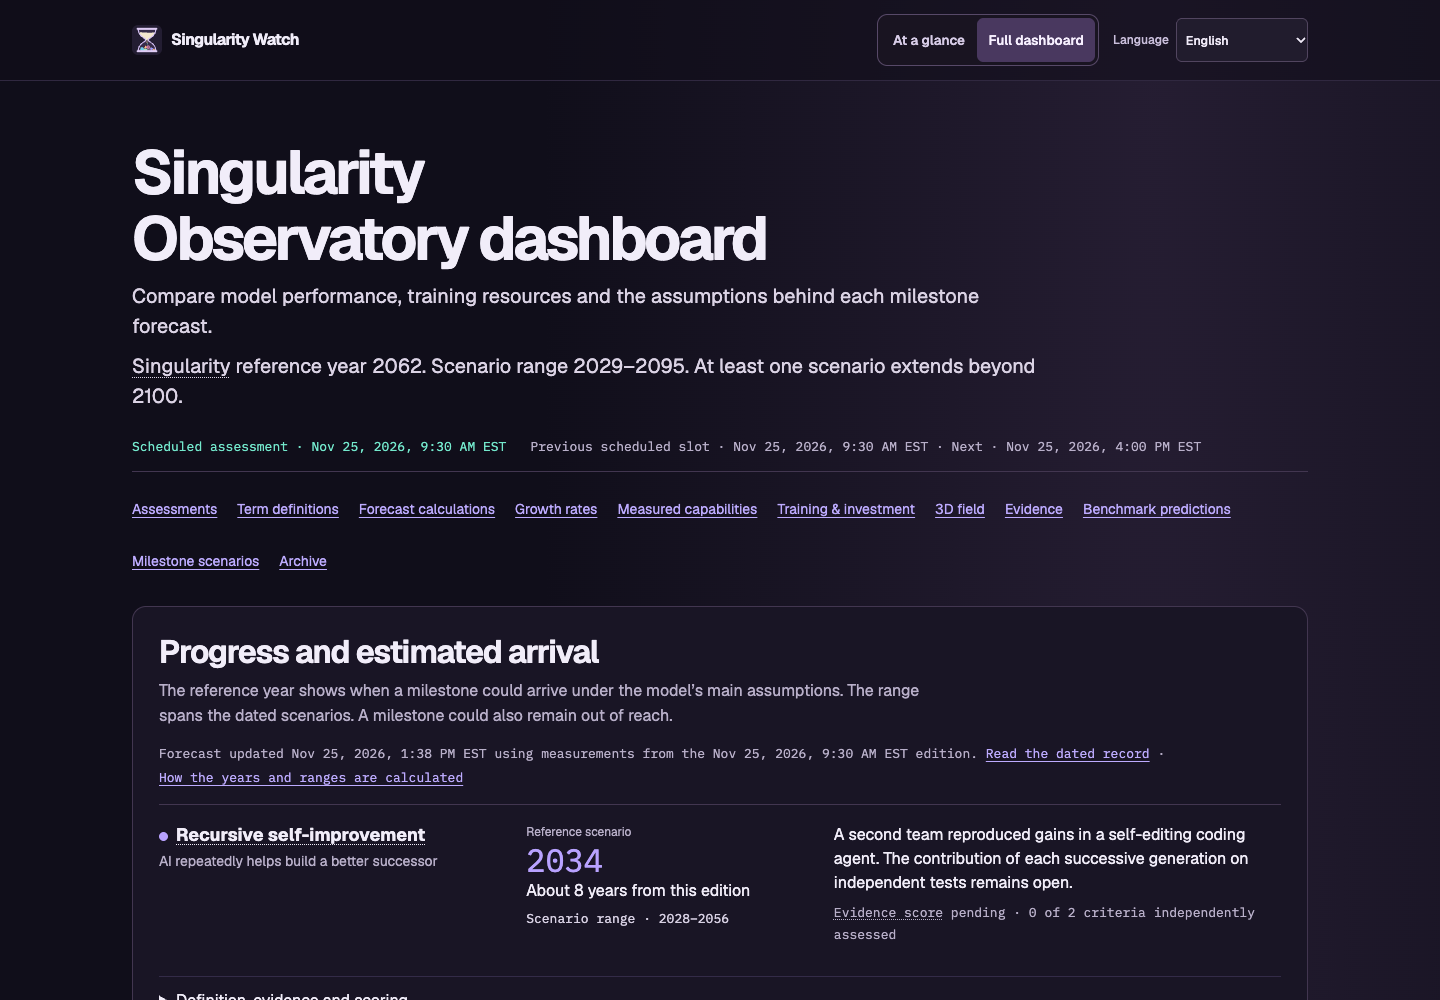 Singularity Watch
At a glance
Full dashboard
Language
English
Singularity
Observatory dashboard
Compare model performance, training resources and the assumptions behind each milestone
forecast.
Singularity reference year 2062. Scenario range 2029–2095. At least one scenario extends beyond
2100.
Scheduled assessment · Nov 25, 2026, 9:30 AM EST
Previous scheduled slot · Nov 25, 2026, 9:30 AM EST · Next · Nov 25, 2026, 4:00 PM EST
Assessments Term definitions Forecast calculations Growth rates Measured capabilities Training & investment 3D field Evidence Benchmark predictions
Milestone scenarios Archive
Progress and estimated arrival
The reference year shows when a milestone could arrive under the model’s main assumptions. The range
spans the dated scenarios. A milestone could also remain out of reach.
Forecast updated Nov 25, 2026, 1:38 PM EST using measurements from the Nov 25, 2026, 9:30 AM EST edition. Read the dated record ·
How the years and ranges are calculated
Recursive self-improvement
AI repeatedly helps build a better successor
Reference scenario
2034
About 8 years from this edition
Scenario range · 2028–2056
A second team reproduced gains in a self-editing coding
agent. The contribution of each successive generation on
independent tests remains open.
Evidence score pending · 0 of 2 criteria independently
assessed
Definition, evidence and scoring